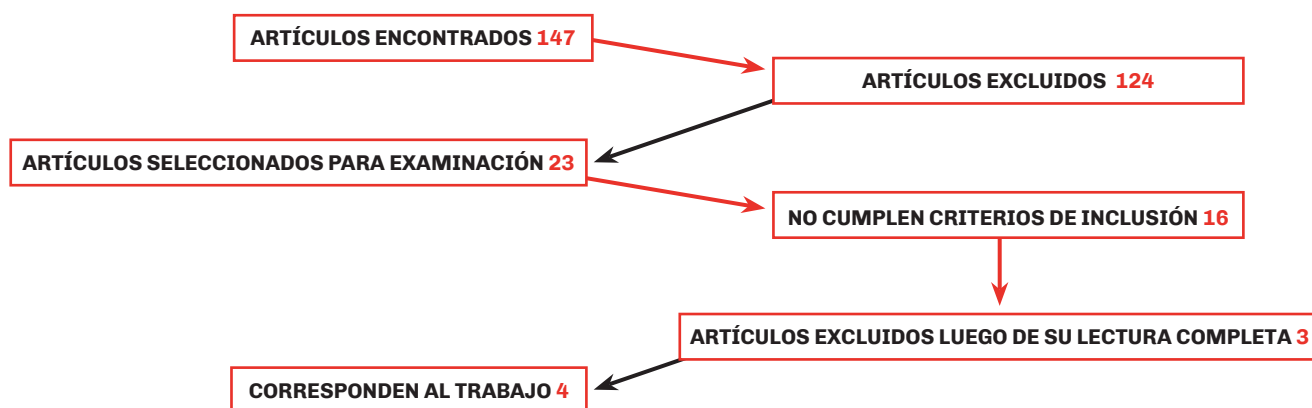 ARTÍCULOS ENCONTRADOS 147
ARTÍCULOS EXCLUIDOS 124
ARTÍCULOS SELECCIONADOS PARA EXAMINACIÓN 23
NO CUMPLEN CRITERIOS DE INCLUSIÓN 16
ARTÍCULOS EXCLUIDOS LUEGO DE SU LECTURA COMPLETA 3
CORRESPONDEN AL TRABAJO 4